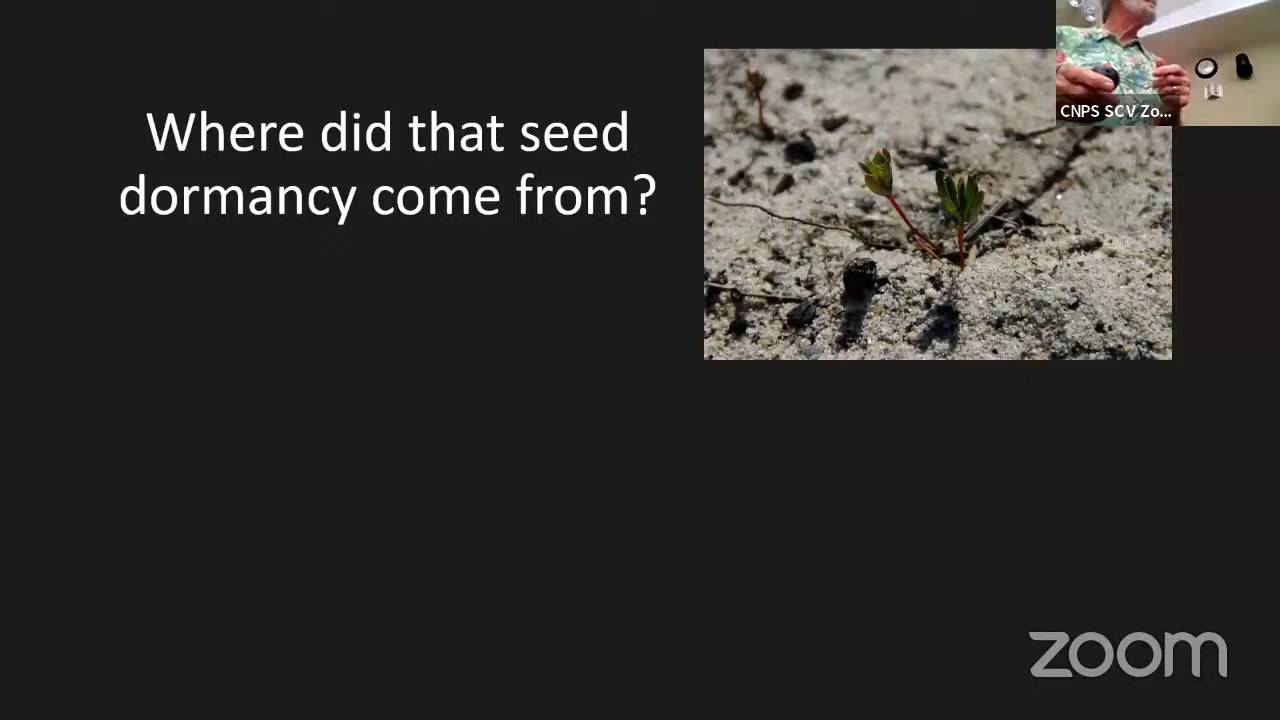 Where did that seed
dormancy come from?
CNPS SCV Zo...
zoom